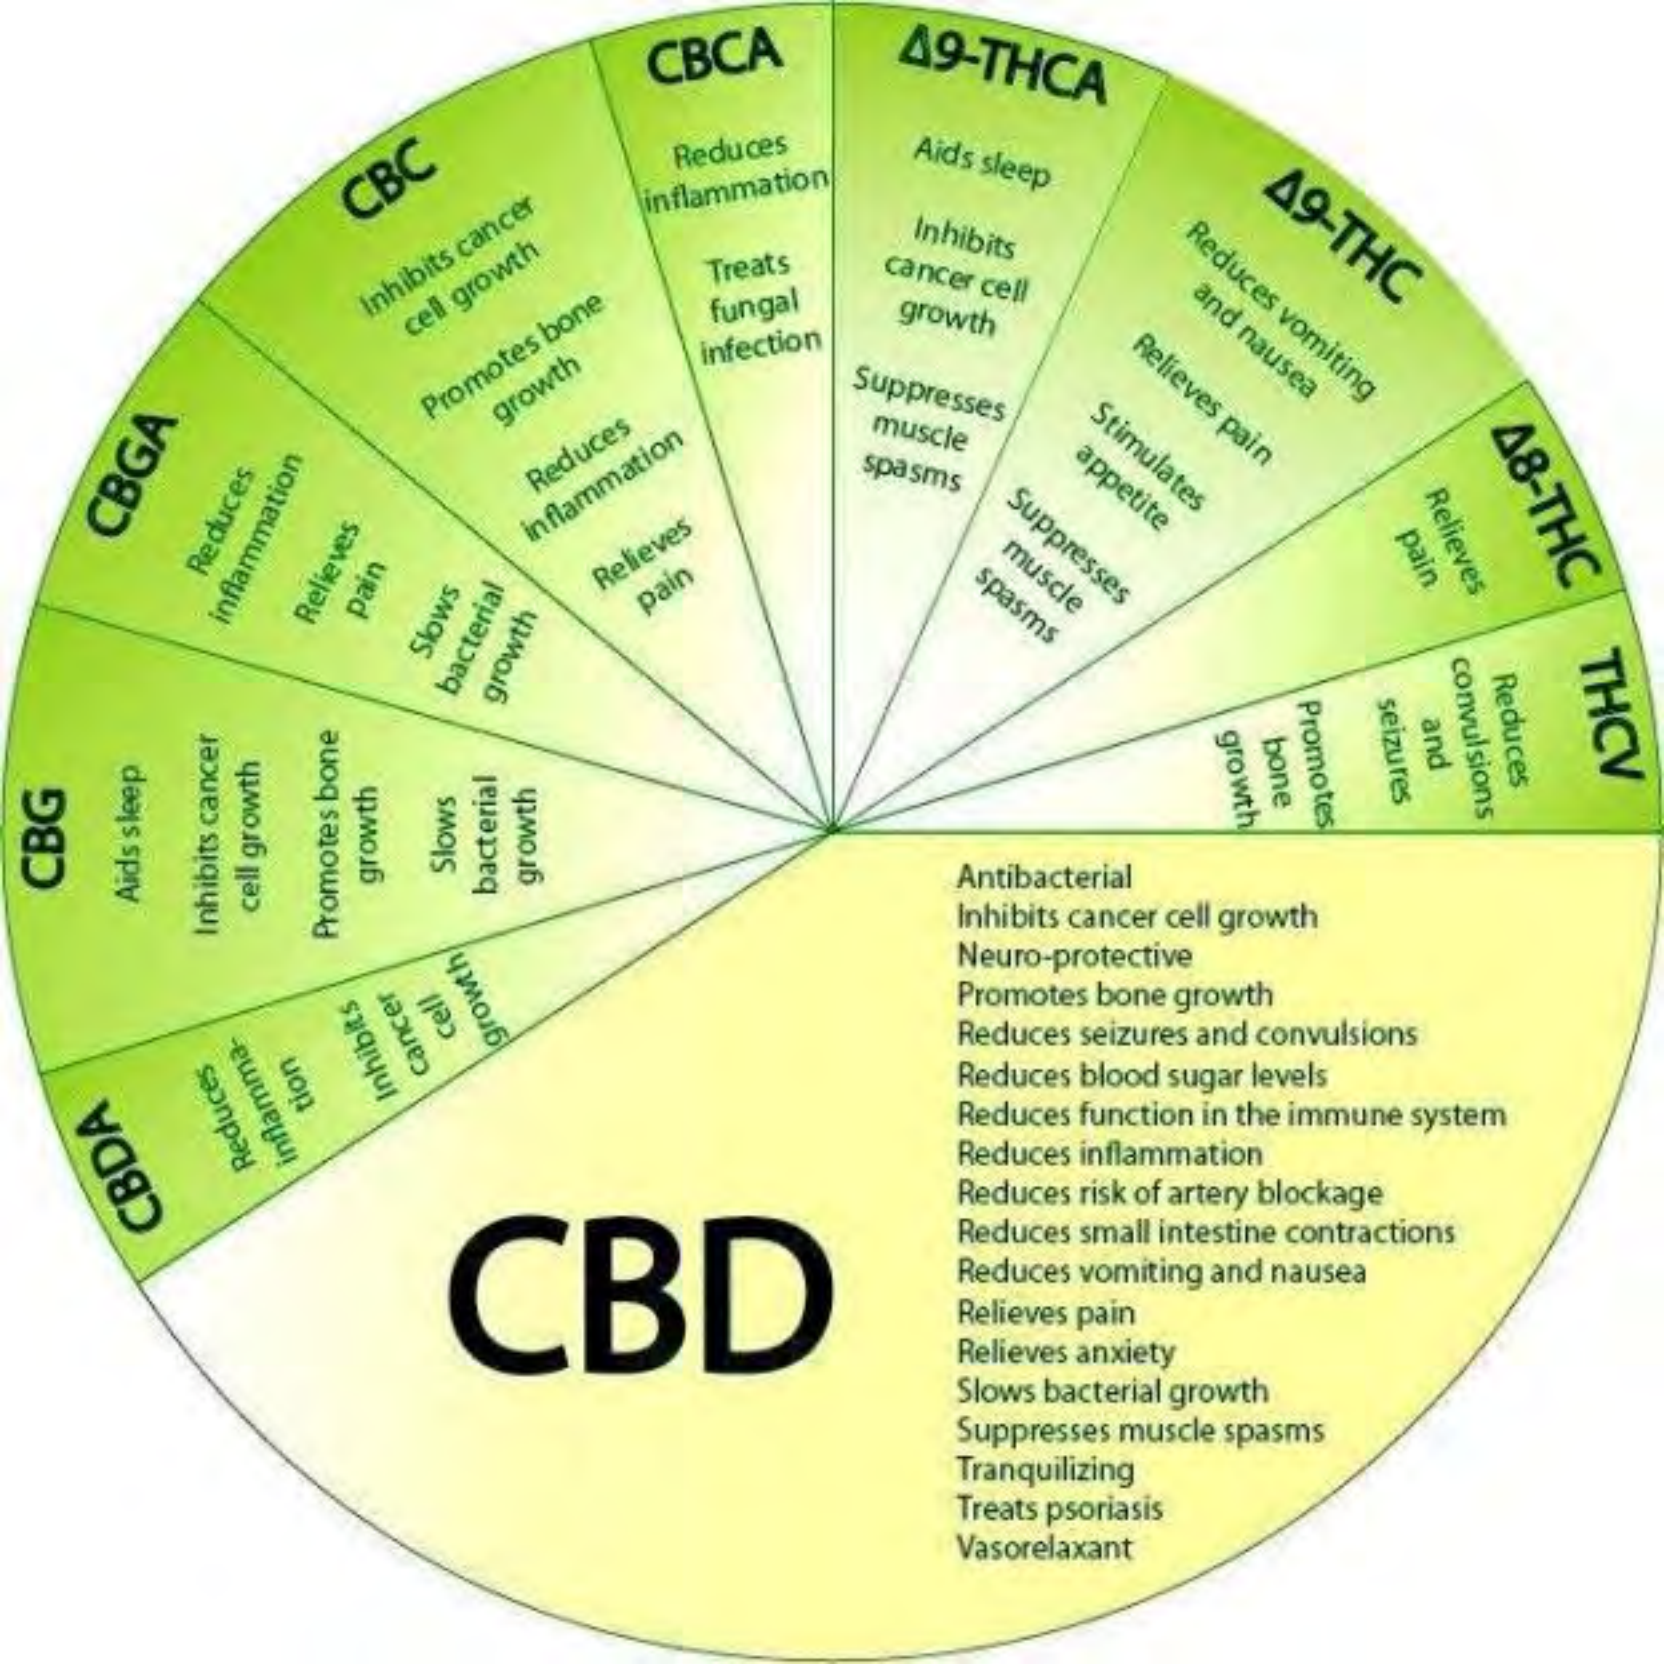 CBCA
Reduces
inflammation
Treats
fungal
infection
Δ9-THCA
Aids sleep
Inhibits
cancer cell
growth
Suppresses
muscle
spasms
Δ9-THC
Reduces vomiting
and nausea
Relieves pain
Stimulates
appetite
Suppresses
muscle
spasms
Δ8-THC
Relieves
pain
THCV
Reduces
convulsions
and
seizures
Promotes
bone
growth
CBD
Antibacterial
Inhibits cancer cell growth
Neuro-protective
Promotes bone growth
Reduces seizures and convulsions
Reduces blood sugar levels
Reduces function in the immune system
Reduces inflammation
Reduces risk of artery blockage
Reduces small intestine contractions
Reduces vomiting and nausea
Relieves pain
Relieves anxiety
Slows bacterial growth
Suppresses muscle spasms
Tranquilizing
Treats psoriasis
Vasorelaxant
CBDA
Reduces
inflamma-
tion
Inhibits
cancer
cell
growth
CBG
Aids sleep
Inhibits cancer
cell growth
Promotes bone
growth
Slows
bacterial
growth
CBGA
Reduces
inflammation
Relieves
pain
Slows
bacterial
growth
CBC
Inhibits cancer
cell growth
Promotes bone
growth
Reduces
inflammation
Relieves
pain